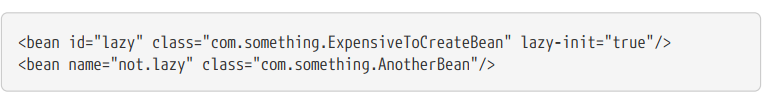 <bean id="lazy" class="com.something.ExpensiveToCreateBean" lazy-init="true"/>
<bean name="not.lazy" class="com.something.AnotherBean"/>